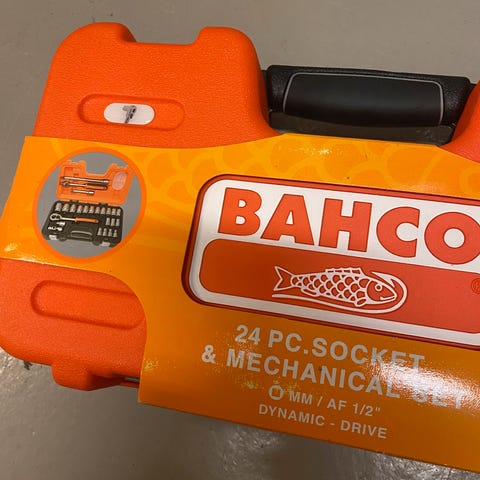 BAHCO
24 PC. SOCKET
& MECHANICAL SET
MM / AF 1/2"
DYNAMIC - DRIVE